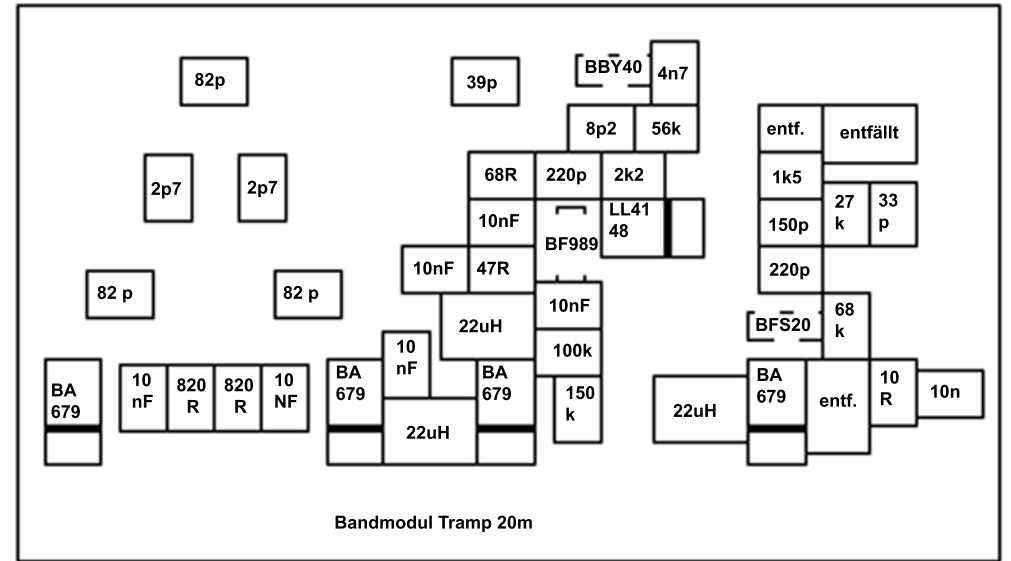 82p
39p
BBY40
4n7
8p2
56k
entf.
entfällt
2p7
2p7
68R
220p
2k2
1k5
27
k
33
p
10nF
BF989
LL41
48
150p
10nF
47R
220p
82 p
82 p
22uH
10nF
BFS20
68
k
10
nF
100k
BA
679
10
nF
820
R
820
R
10
NF
BA
679
22uH
BA
679
150
k
22uH
BA
679
entf.
10
R
10n
Bandmodul Tramp 20m